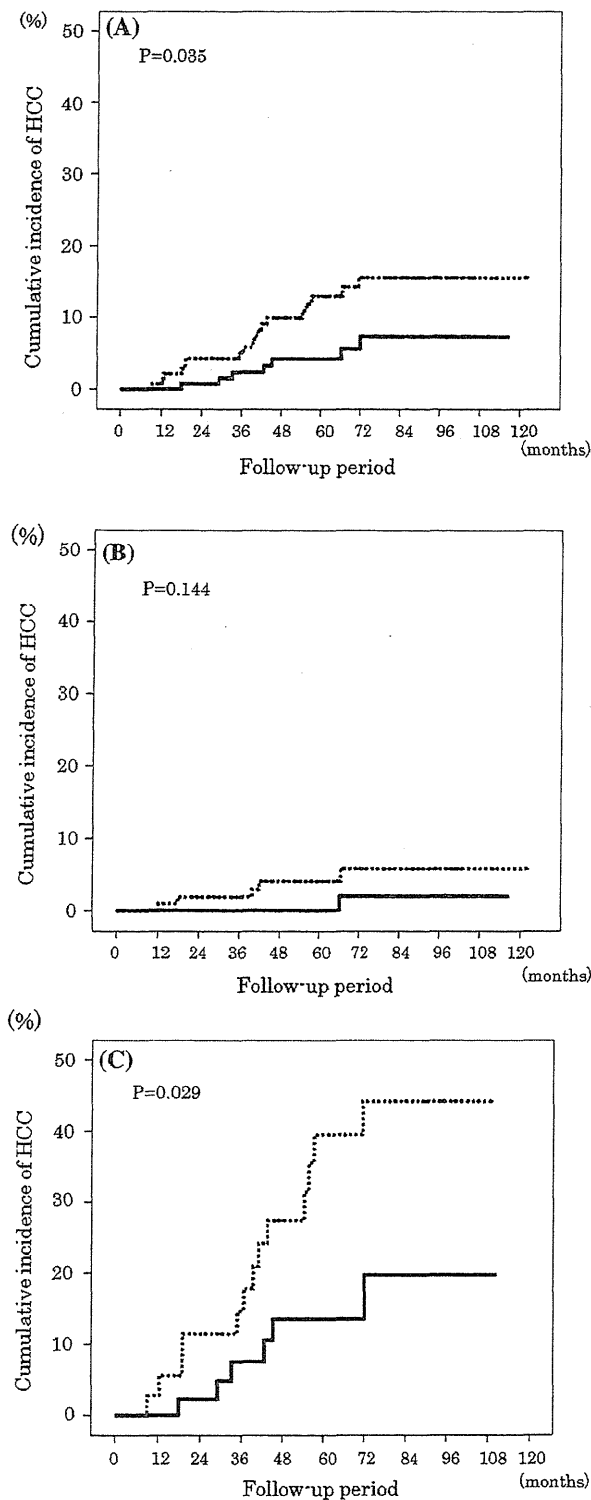 (%)
(A)
P=0.035
50
40
30
20
10
0
Cumulative incidence of HCC
0 12 24 36 48 60 72 84 96 108 120
(months)
Follow-up period
(%)
(B)
P=0.144
50
40
30
20
10
0
Cumulative incidence of HCC
0 12 24 36 48 60 72 84 96 108 120
(months)
Follow-up period
(%)
(C)
P=0.029
50
40
30
20
10
0
Cumulative incidence of HCC
0 12 24 36 48 60 72 84 96 108 120
(months)
Follow-up period